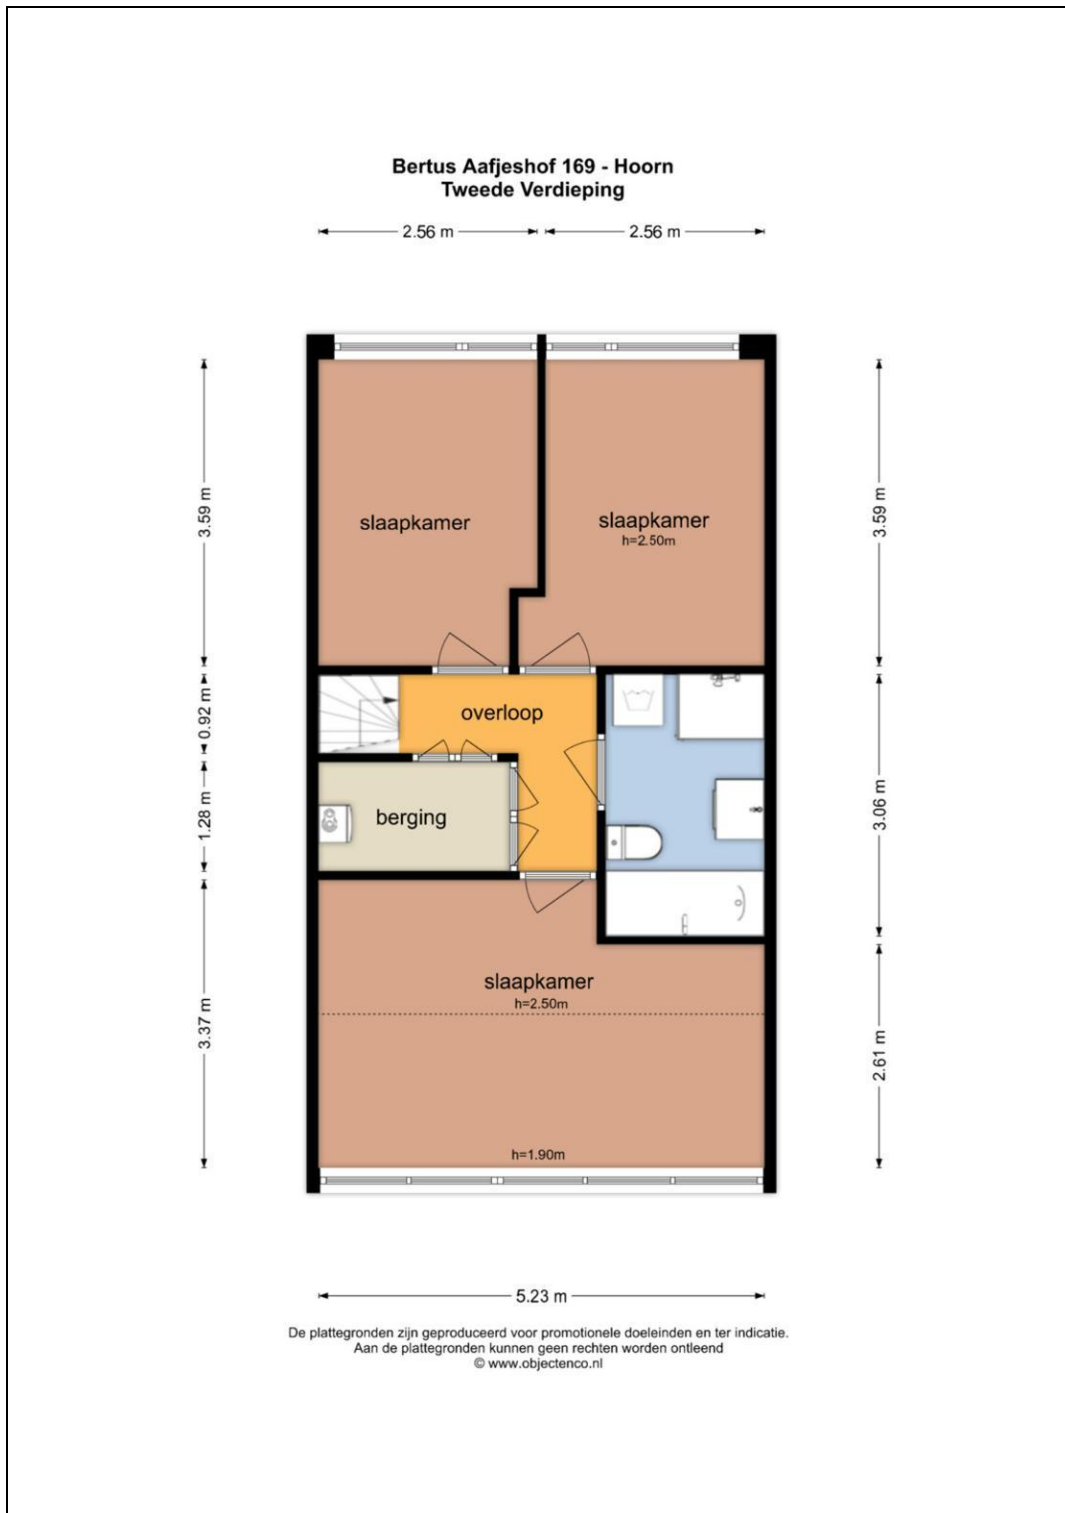 Bertus Aafjeshof 169 - Hoorn
Tweede Verdieping
2.56 m
2.56 m
3.59 m
3.59 m
slaapkamer
slaapkamer
h=2.50m
0.92 m
overloop
1.28 m
berging
3.06 m
slaapkamer
h=2.50m
3.37 m
2.61 m
h=1.90m
5.23 m
De plattegronden zijn geproduceerd voor promotionele doeleinden en ter indicatie.
Aan de plattegronden kunnen geen rechten worden ontleend
© www.objectenco.nl